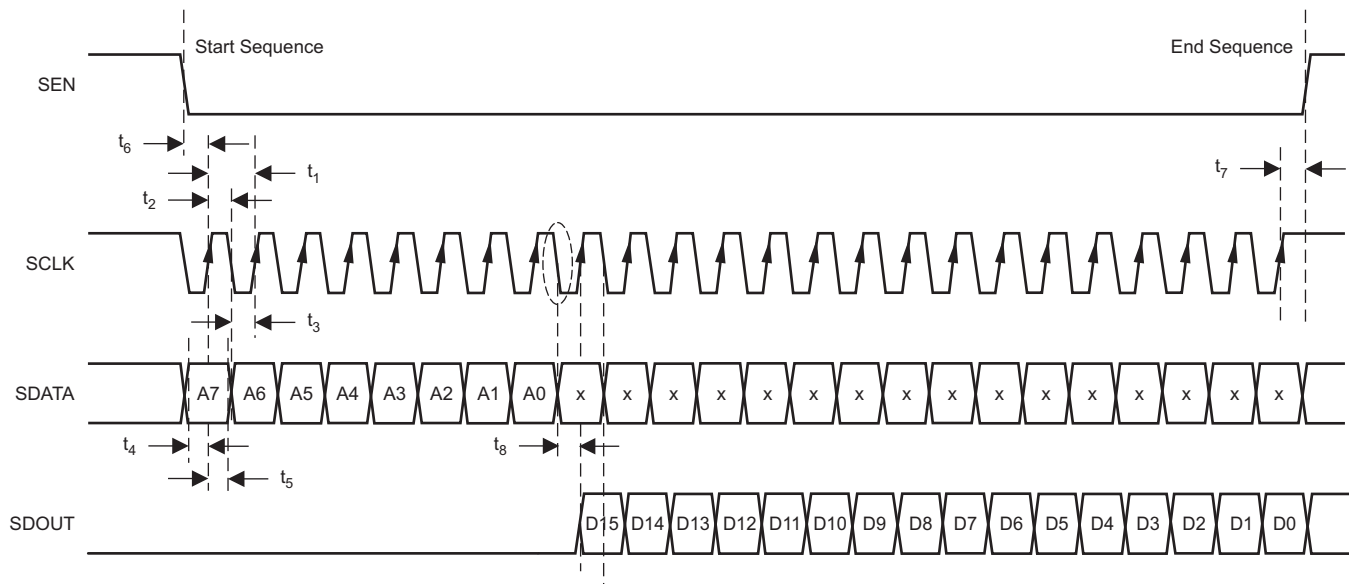 Start Sequence End Sequence
SEN
t6
t1
t7
t2
SCLK
t3
SDATA A7 A6 A5 A4 A3 A2 A1 A0 x x x x x x x x x x x x x x x x
t4
t8
t5
SDOUT D15 D14 D13 D12 D11 D10 D9 D8 D7 D6 D5 D4 D3 D2 D1 D0